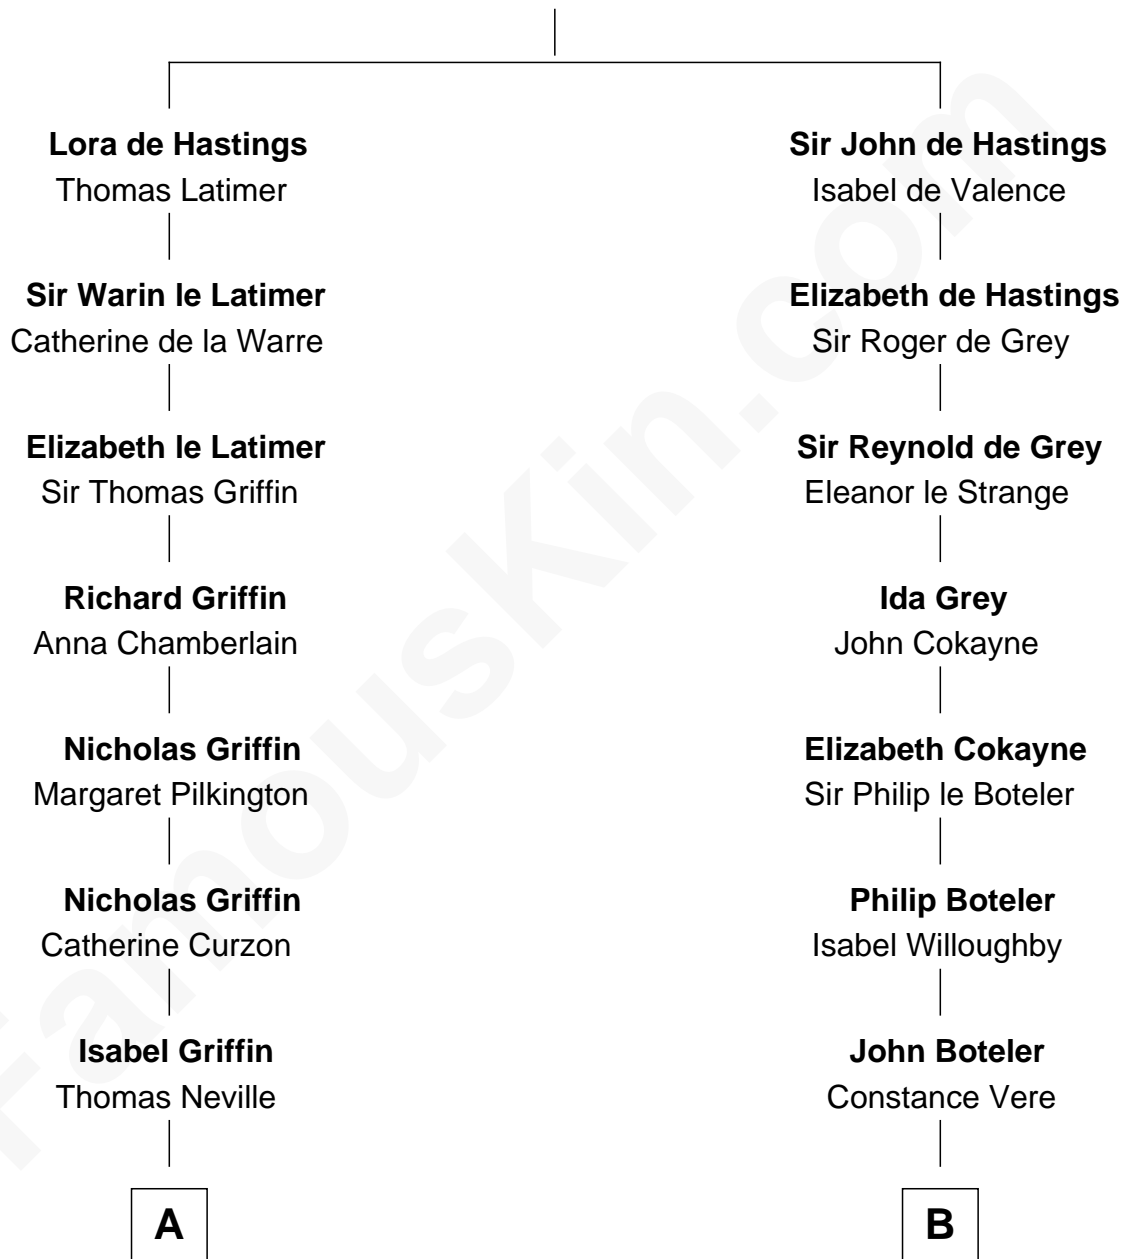 Lora de Hastings
Thomas Latimer
Sir Warin le Latimer
Catherine de la Warre
Elizabeth le Latimer
Sir Thomas Griffin
Richard Griffin
Anna Chamberlain
Nicholas Griffin
Margaret Pilkington
Nicholas Griffin
Catherine Curzon
Isabel Griffin
Thomas Neville
A
Sir John de Hastings
Isabel de Valence
Elizabeth de Hastings
Sir Roger de Grey
Sir Reynold de Grey
Eleanor le Strange
Ida Grey
John Cokayne
Elizabeth Cokayne
Sir Philip le Boteler
Philip Boteler
Isabel Willoughby
John Boteler
Constance Vere
B
FamousKin.com